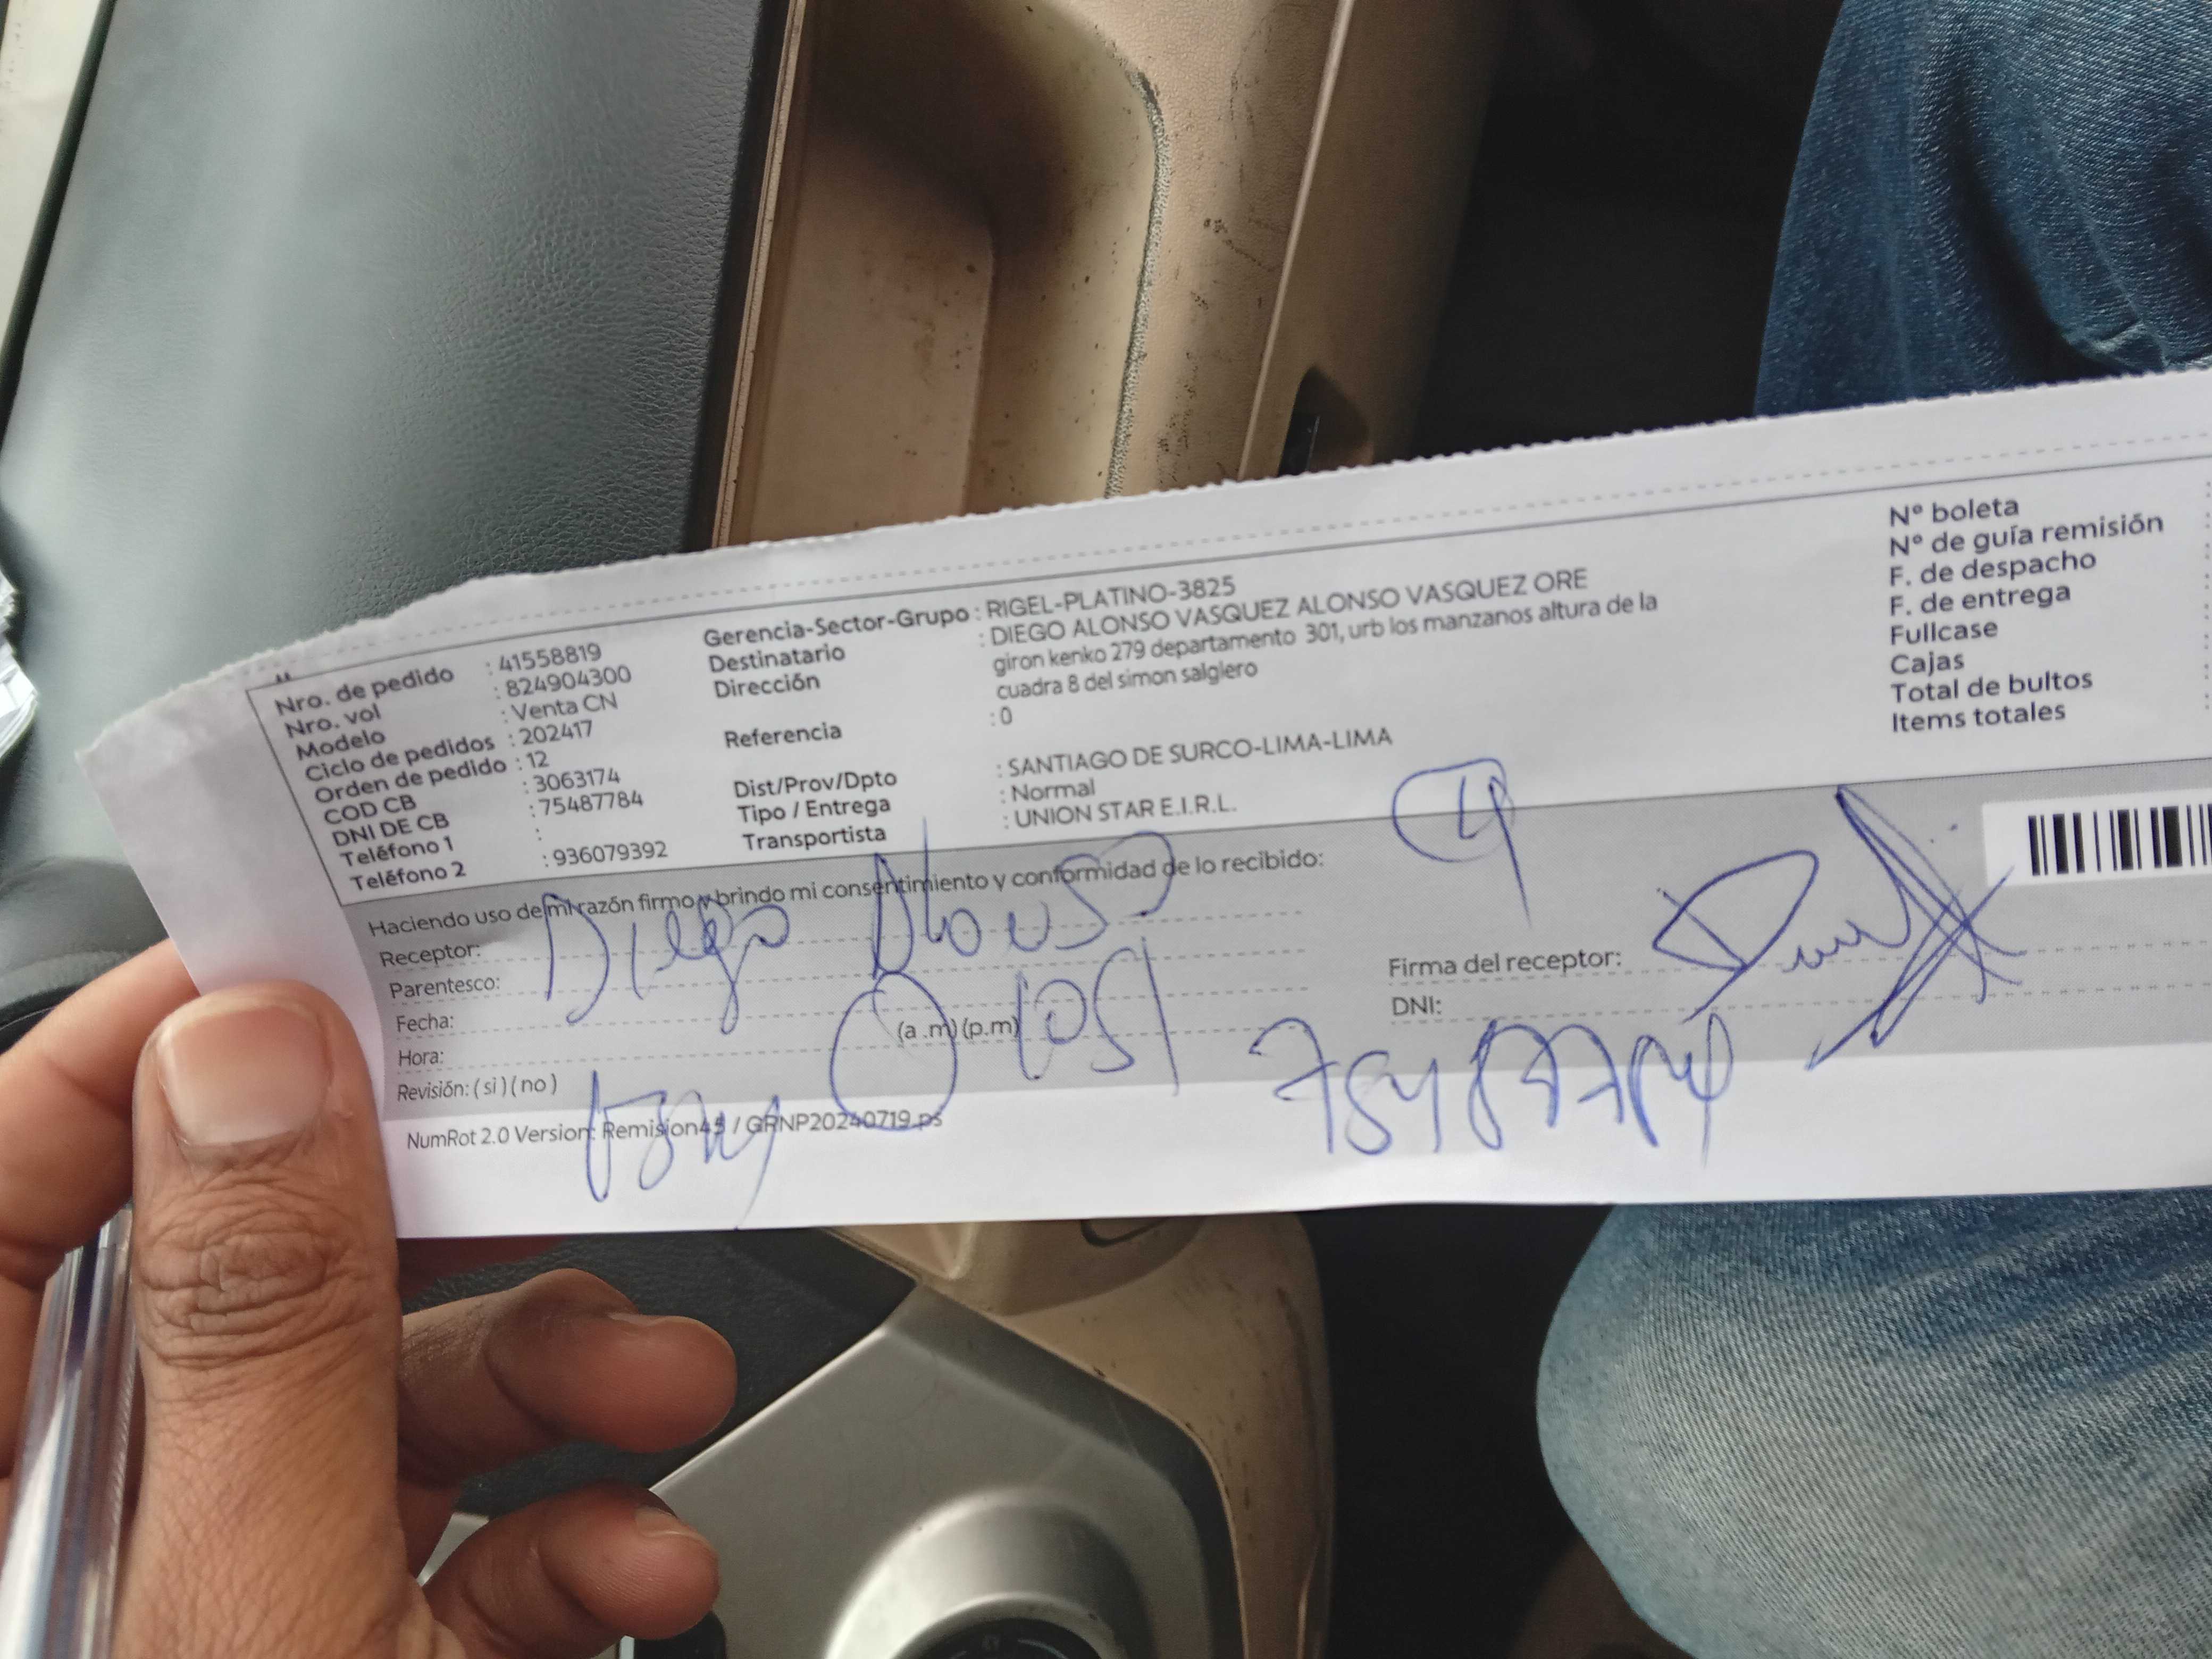 Nro. de pedido : 41558819
Nro. vol : 824904300
Modelo : Venta CN
Ciclo de pedidos : 202417
Orden de pedido : 12
COD CB : 3063174
DNI DE CB : 75487784
Teléfono 1 :
Teléfono 2 : 936079392
Gerencia-Sector-Grupo : RIGEL-PLATINO-3825
Destinatario : DIEGO ALONSO VASQUEZ ALONSO VASQUEZ ORE
Dirección giron kenko 279 departamento 301, urb los manzanos altura de la
cuadra 8 del simon salglero
Referencia : 0
Dist/Prov/Dpto : SANTIAGO DE SURCO-LIMA-LIMA
Tipo / Entrega : Normal
Transportista : UNION STAR E.I.R.L.
Nº boleta
Nº de guía remisión
F. de despacho
F. de entrega
Fullcase
Cajas
Total de bultos
Items totales
4
Haciendo uso de mi razón firmo y brindo mi consentimiento y conformidad de lo recibido:
Receptor: Diego Alonso
Parentesco:
Fecha:
Hora: (a .m) (p.m)
Revisión: ( si ) ( no )
Firma del receptor:
DNI: 75487784
NumRot 2.0 Version: Remision45 / GRNP20240719.ps